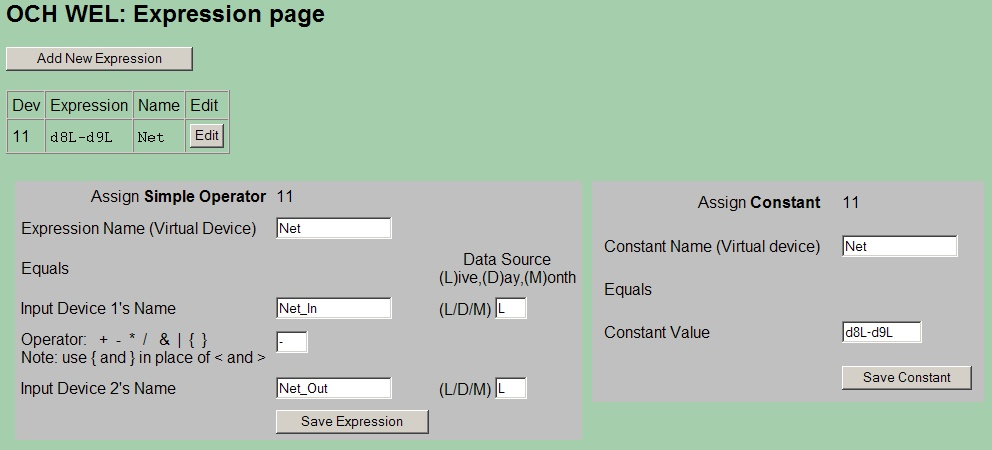 OCH WEL: Expression page
Add New Expression
Dev Expression Name Edit
11 d8L-d9L Net Edit
Assign Simple Operator 11
Expression Name (Virtual Device) Net
Equals
Data Source
(L)ive,(D)ay,(M)onth
Input Device 1's Name Net_In (L/D/M) L
Operator: + - * / & | { }
Note: use { and } in place of < and >
-
Input Device 2's Name Net_Out (L/D/M) L
Save Expression
Assign Constant 11
Constant Name (Virtual device) Net
Equals
Constant Value d8L-d9L
Save Constant